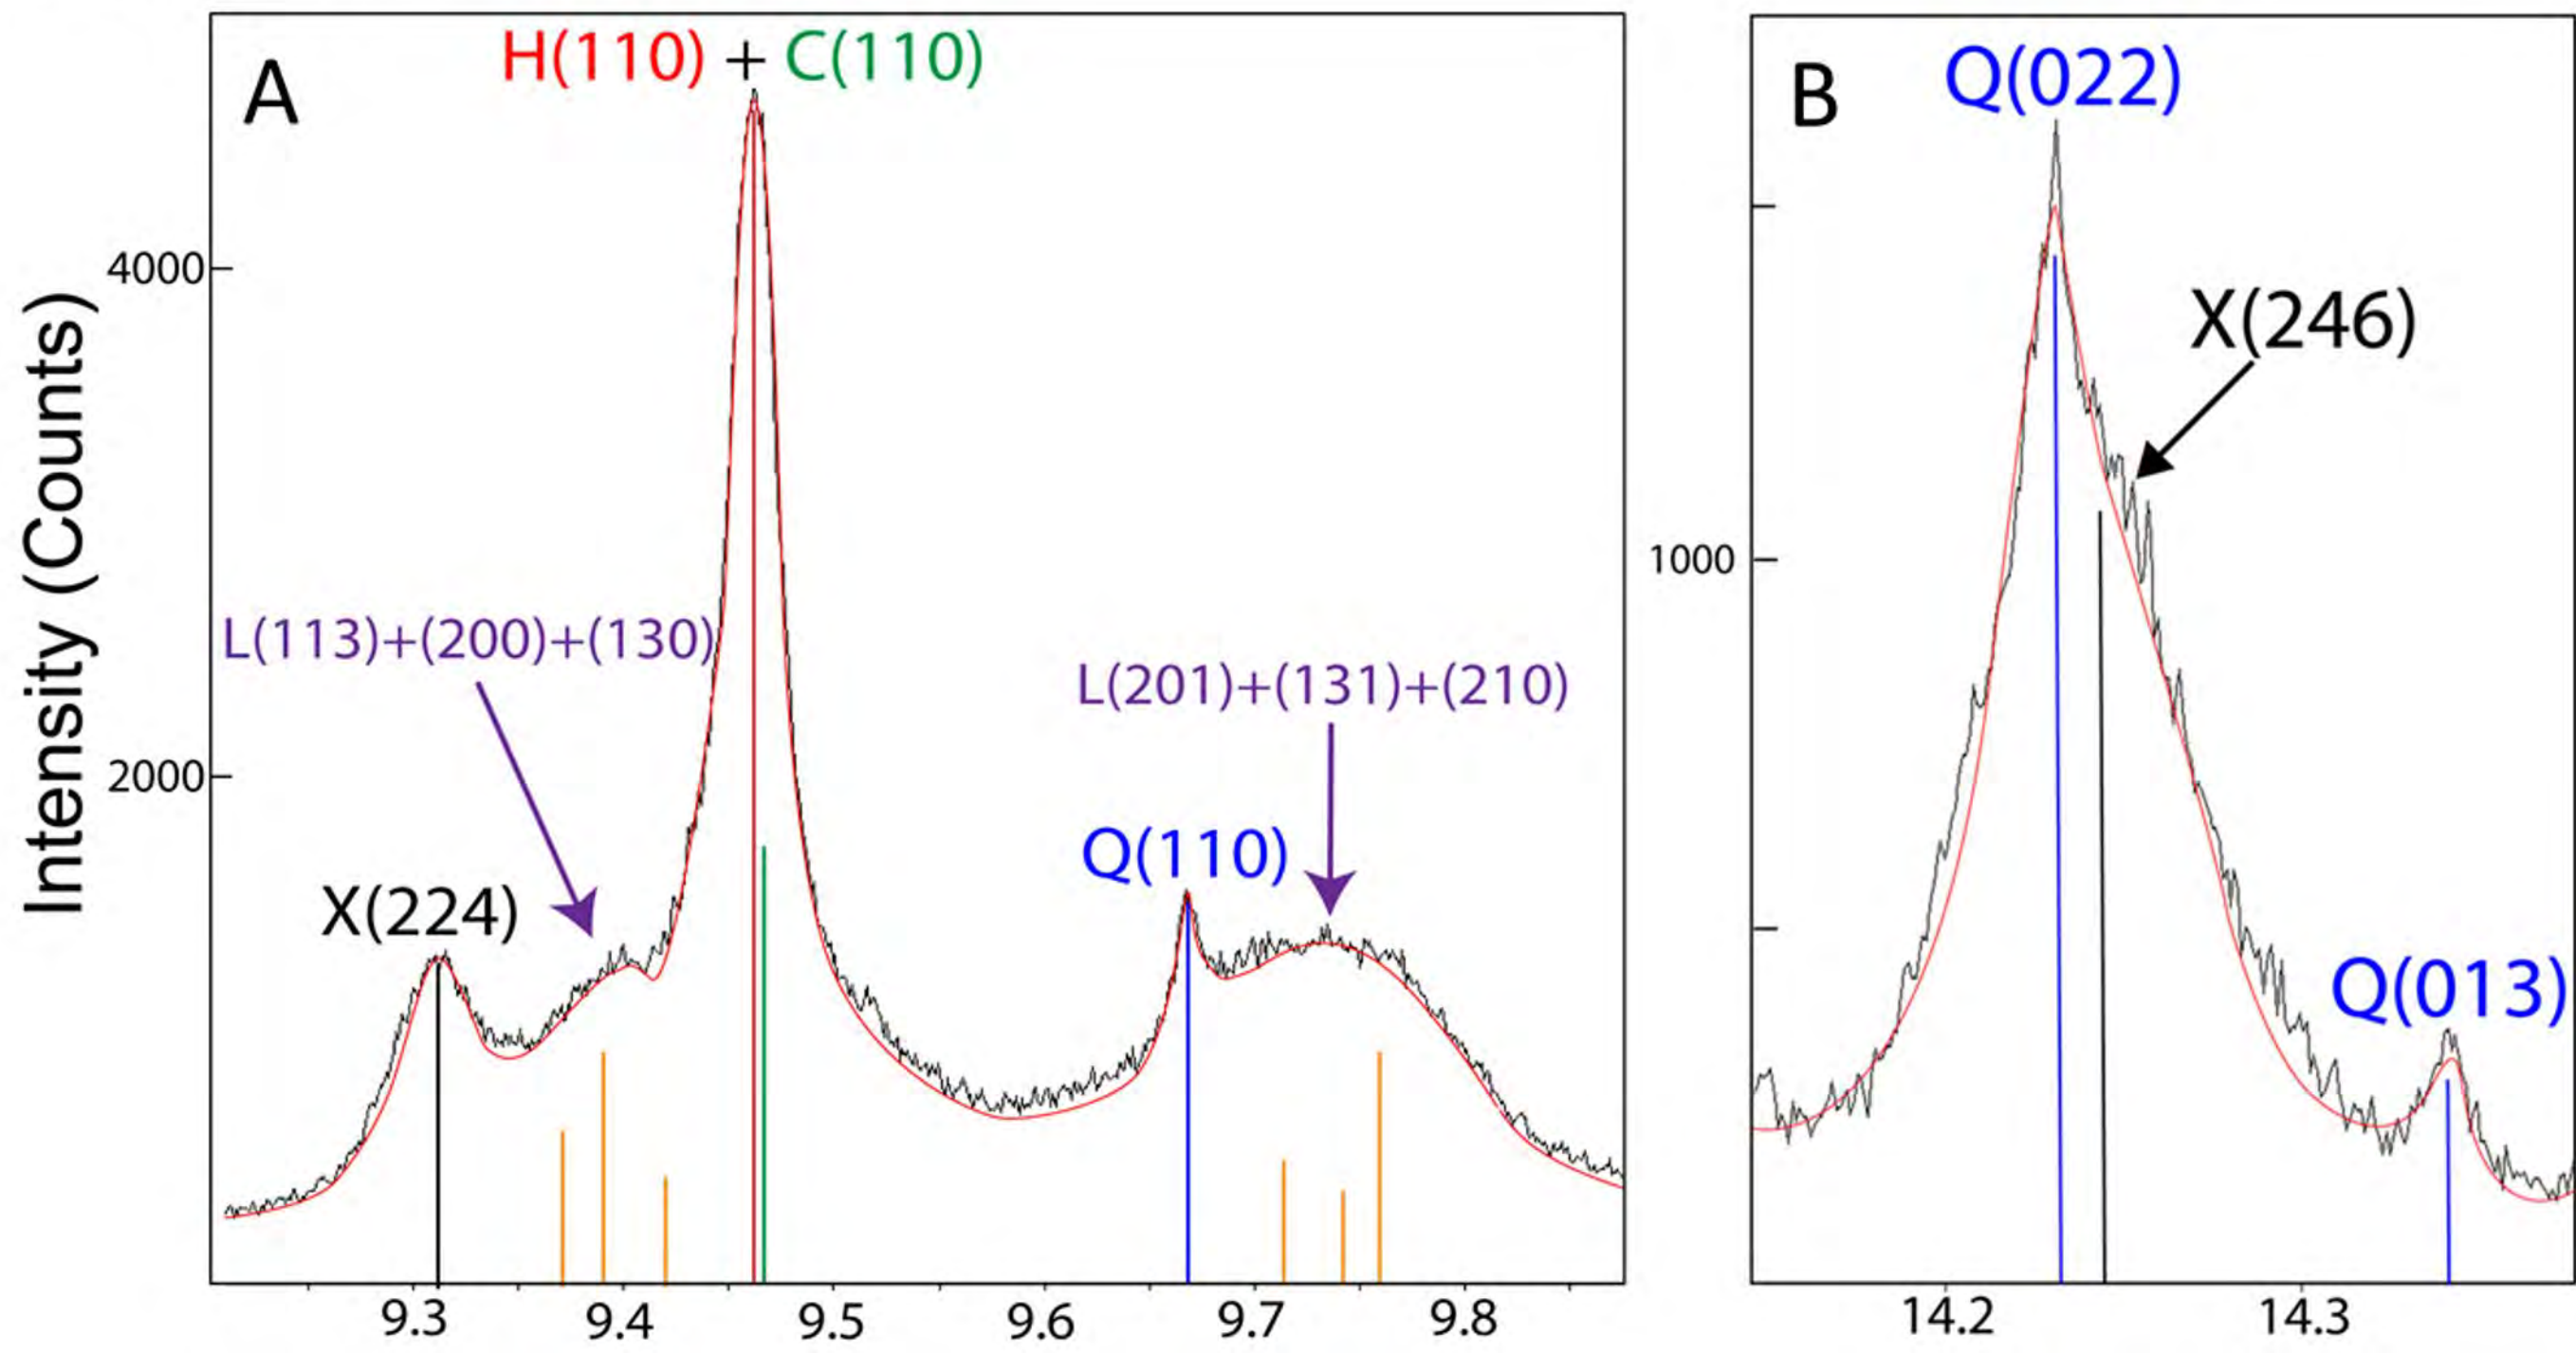 A
H(110) + C(110)
4000
2000
Intensity (Counts)
L(113)+(200)+(130)
X(224)
L(201)+(131)+(210)
Q(110)
9.3 9.4 9.5 9.6 9.7 9.8
B
Q(022)
X(246)
1000
Q(013)
14.2 14.3